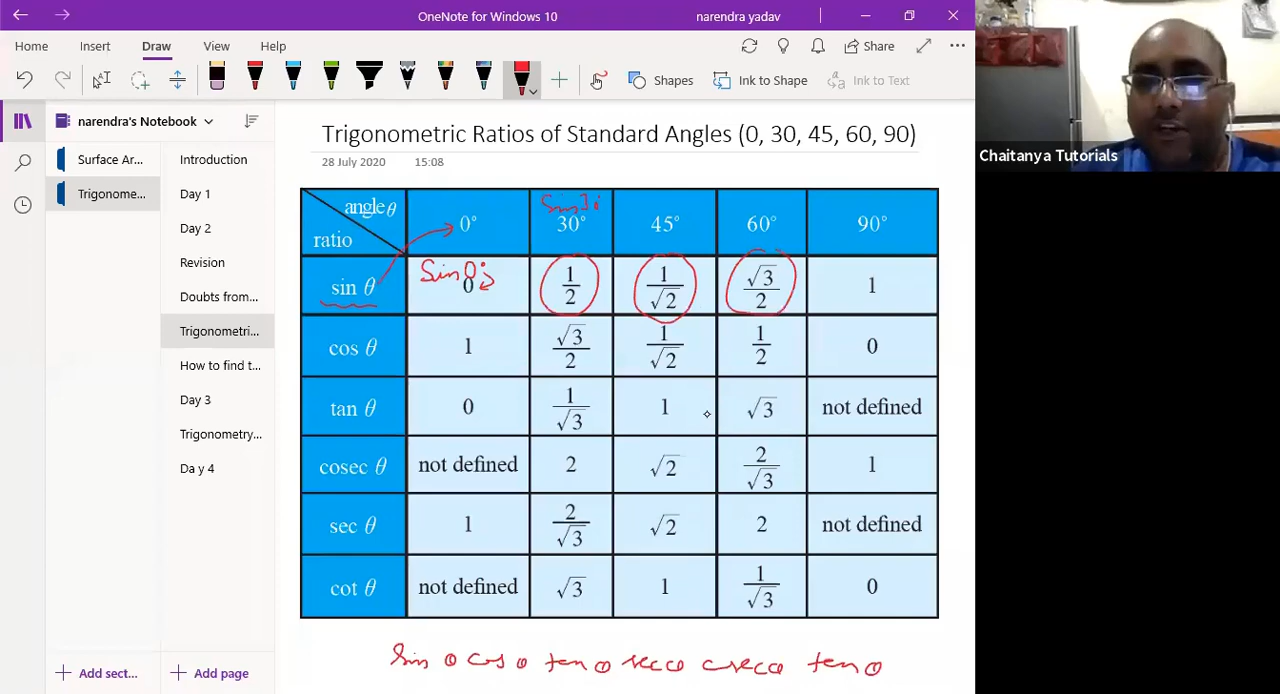 OneNote for Windows 10
narendra yadav
Home Insert Draw View Help
Share
Shapes Ink to Shape Ink to Text
narendra's Notebook
Surface Ar...
Trigonome...
Introduction
Day 1
Day 2
Revision
Doubts from...
Trigonometri...
How to find t...
Day 3
Trigonometry...
Da y 4
Add sect...
Add page
Trigonometric Ratios of Standard Angles (0, 30, 45, 60, 90)
28 July 2020 15:08
angle θ
ratio
0° 30° 45° 60° 90°
sin θ 0 1/2 1/√2 √3/2 1
cos θ 1 √3/2 1/√2 1/2 0
tan θ 0 1/√3 1 √3 not defined
cosec θ not defined 2 √2 2/√3 1
sec θ 1 2/√3 √2 2 not defined
cot θ not defined √3 1 1/√3 0
Sin0°
sin θ cos θ tan θ
tan θ
Chaitanya Tutorials